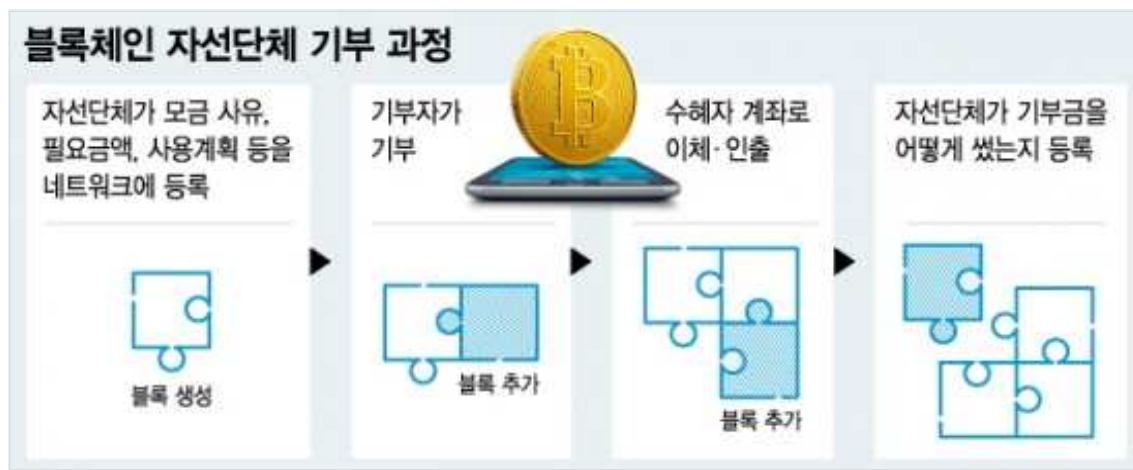 블록체인 자선단체 기부 과정
자선단체가 모금 사유,
필요금액, 사용계획 등을
네트워크에 등록
블록 생성
기부자가
기부
블록 추가
수혜자 계좌로
이체·인출
블록 추가
자선단체가 기부금을
어떻게 썼는지 등록